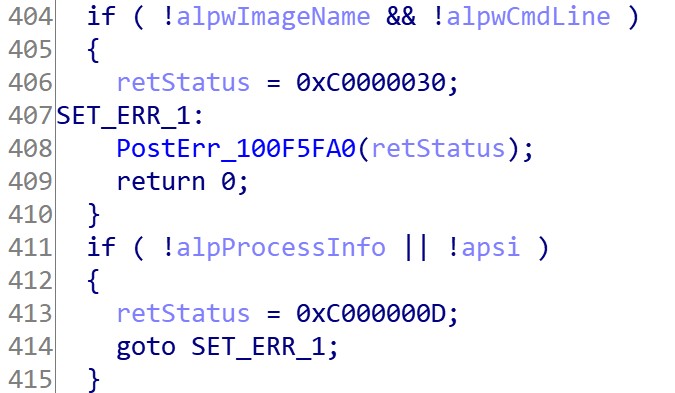 404    if ( !alpwImageName && !alpwCmdLine )
405    {
406      retStatus = 0xC0000030;
407 SET_ERR_1:
408      PostErr_100F5FA0(retStatus);
409      return 0;
410    }
411    if ( !alpProcessInfo || !apsi )
412    {
413      retStatus = 0xC000000D;
414      goto SET_ERR_1;
415    }